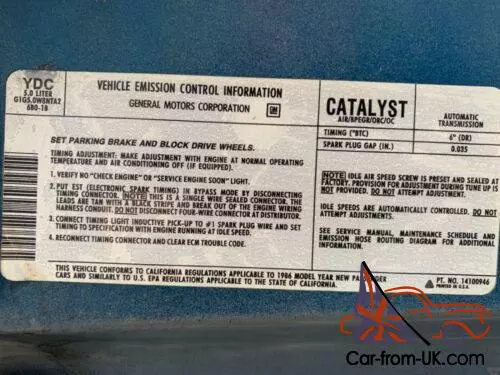 YDC
5.0 LITER
G1G5.0W8NTA2
6B0-1B
VEHICLE EMISSION CONTROL INFORMATION
GENERAL MOTORS CORPORATION
GM
CATALYST
AIR/BPEGR/ORC/OC
AUTOMATIC
TRANSMISSION
TIMING (°BTC)
6° (DR)
SPARK PLUG GAP (IN.)
0.035
SET PARKING BRAKE AND BLOCK DRIVE WHEELS.
TIMING ADJUSTMENT: MAKE ADJUSTMENT WITH ENGINE AT NORMAL OPERATING
TEMPERATURE AND AIR CONDITIONING OFF (IF EQUIPPED).
1. VERIFY NO "CHECK ENGINE" OR "SERVICE ENGINE SOON" LIGHT.
2. PUT EST (ELECTRONIC SPARK TIMING) IN BYPASS MODE BY DISCONNECTING
TIMING CONNECTOR. NOTE THIS IS A SINGLE WIRE SEALED CONNECTOR. THE
LEADS ARE TAN WITH A BLACK TRACER AND BREAK OUT OF THE ENGINE WIRING
HARNESS CONDUIT. DO NOT DISCONNECT FOUR-WIRE CONNECTOR AT DISTRIBUTOR.
3. CONNECT TIMING LIGHT INDUCTIVE PICK-UP TO #1 SPARK PLUG WIRE AND SET
TIMING TO SPECIFICATION WITH ENGINE RUNNING AT IDLE SPEED.
4. RECONNECT TIMING CONNECTOR AND CLEAR ECM TROUBLE CODE.
NOTE IDLE AIR SPEED SCREW IS PRESET AND SEALED AT
FACTORY. PROVISION FOR ADJUSTMENT DURING TUNE UP IS
NOT PROVIDED. DO NOT ATTEMPT ADJUSTMENT.
IDLE SPEEDS ARE AUTOMATICALLY CONTROLLED. DO NOT
ATTEMPT ADJUSTMENT.
SEE SERVICE MANUAL, MAINTENANCE SCHEDULE AND
EMISSION HOSE ROUTING DIAGRAM FOR ADDITIONAL
INFORMATION.
THIS VEHICLE CONFORMS TO CALIFORNIA REGULATIONS APPLICABLE TO 1986 MODEL YEAR NEW PASSENGER
CARS AND SIMILARLY TO U.S. EPA REGULATIONS APPLICABLE TO THE STATE OF CALIFORNIA.
PT. NO. 14100946
PRINTED IN U.S.A.
Car-from-UK.com